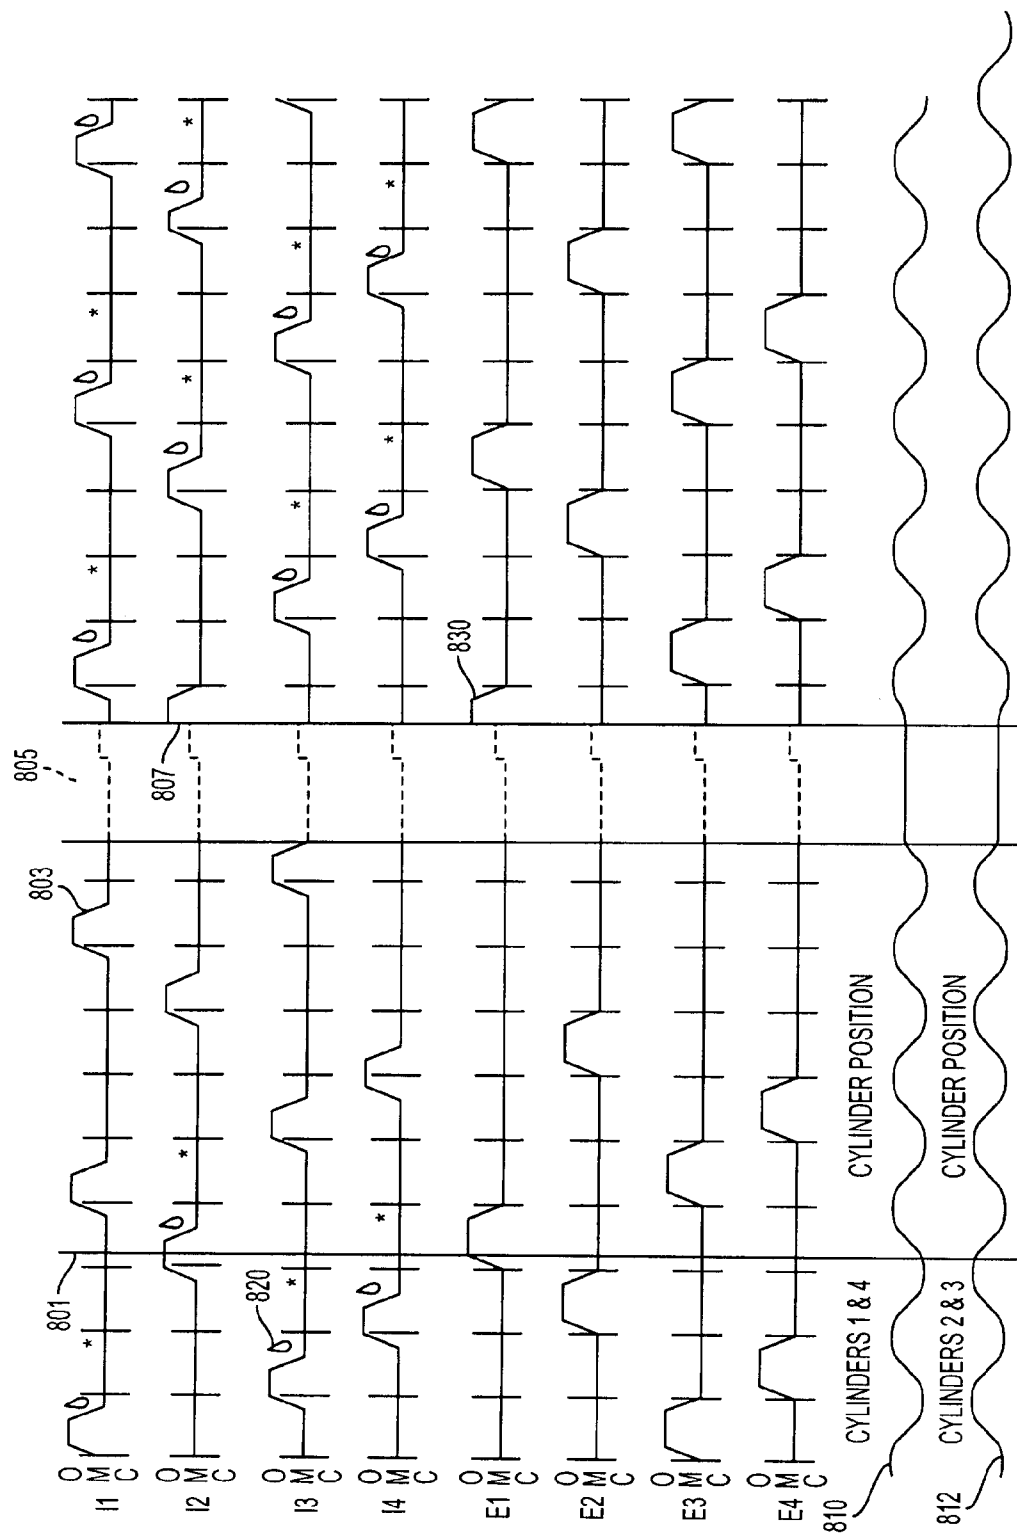 I1
O
M
C
I2
O
M
C
I3
O
M
C
I4
O
M
C
E1
O
M
C
E2
O
M
C
E3
O
M
C
E4
O
M
C
801
803
805
807
820
830
810
CYLINDERS 1 & 4
CYLINDER POSITION
812
CYLINDERS 2 & 3
CYLINDER POSITION